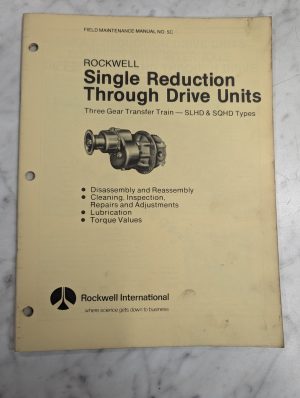 FIELD MAINTENANCE MANUAL NO. 5C
ROCKWELL
Single Reduction
Through Drive Units
Three Gear Transfer Train — SLHD & SQHD Types
● Disassembly and Reassembly
● Cleaning, Inspection,
Repairs and Adjustments
● Lubrication
● Torque Values
Rockwell International
where science gets down to business